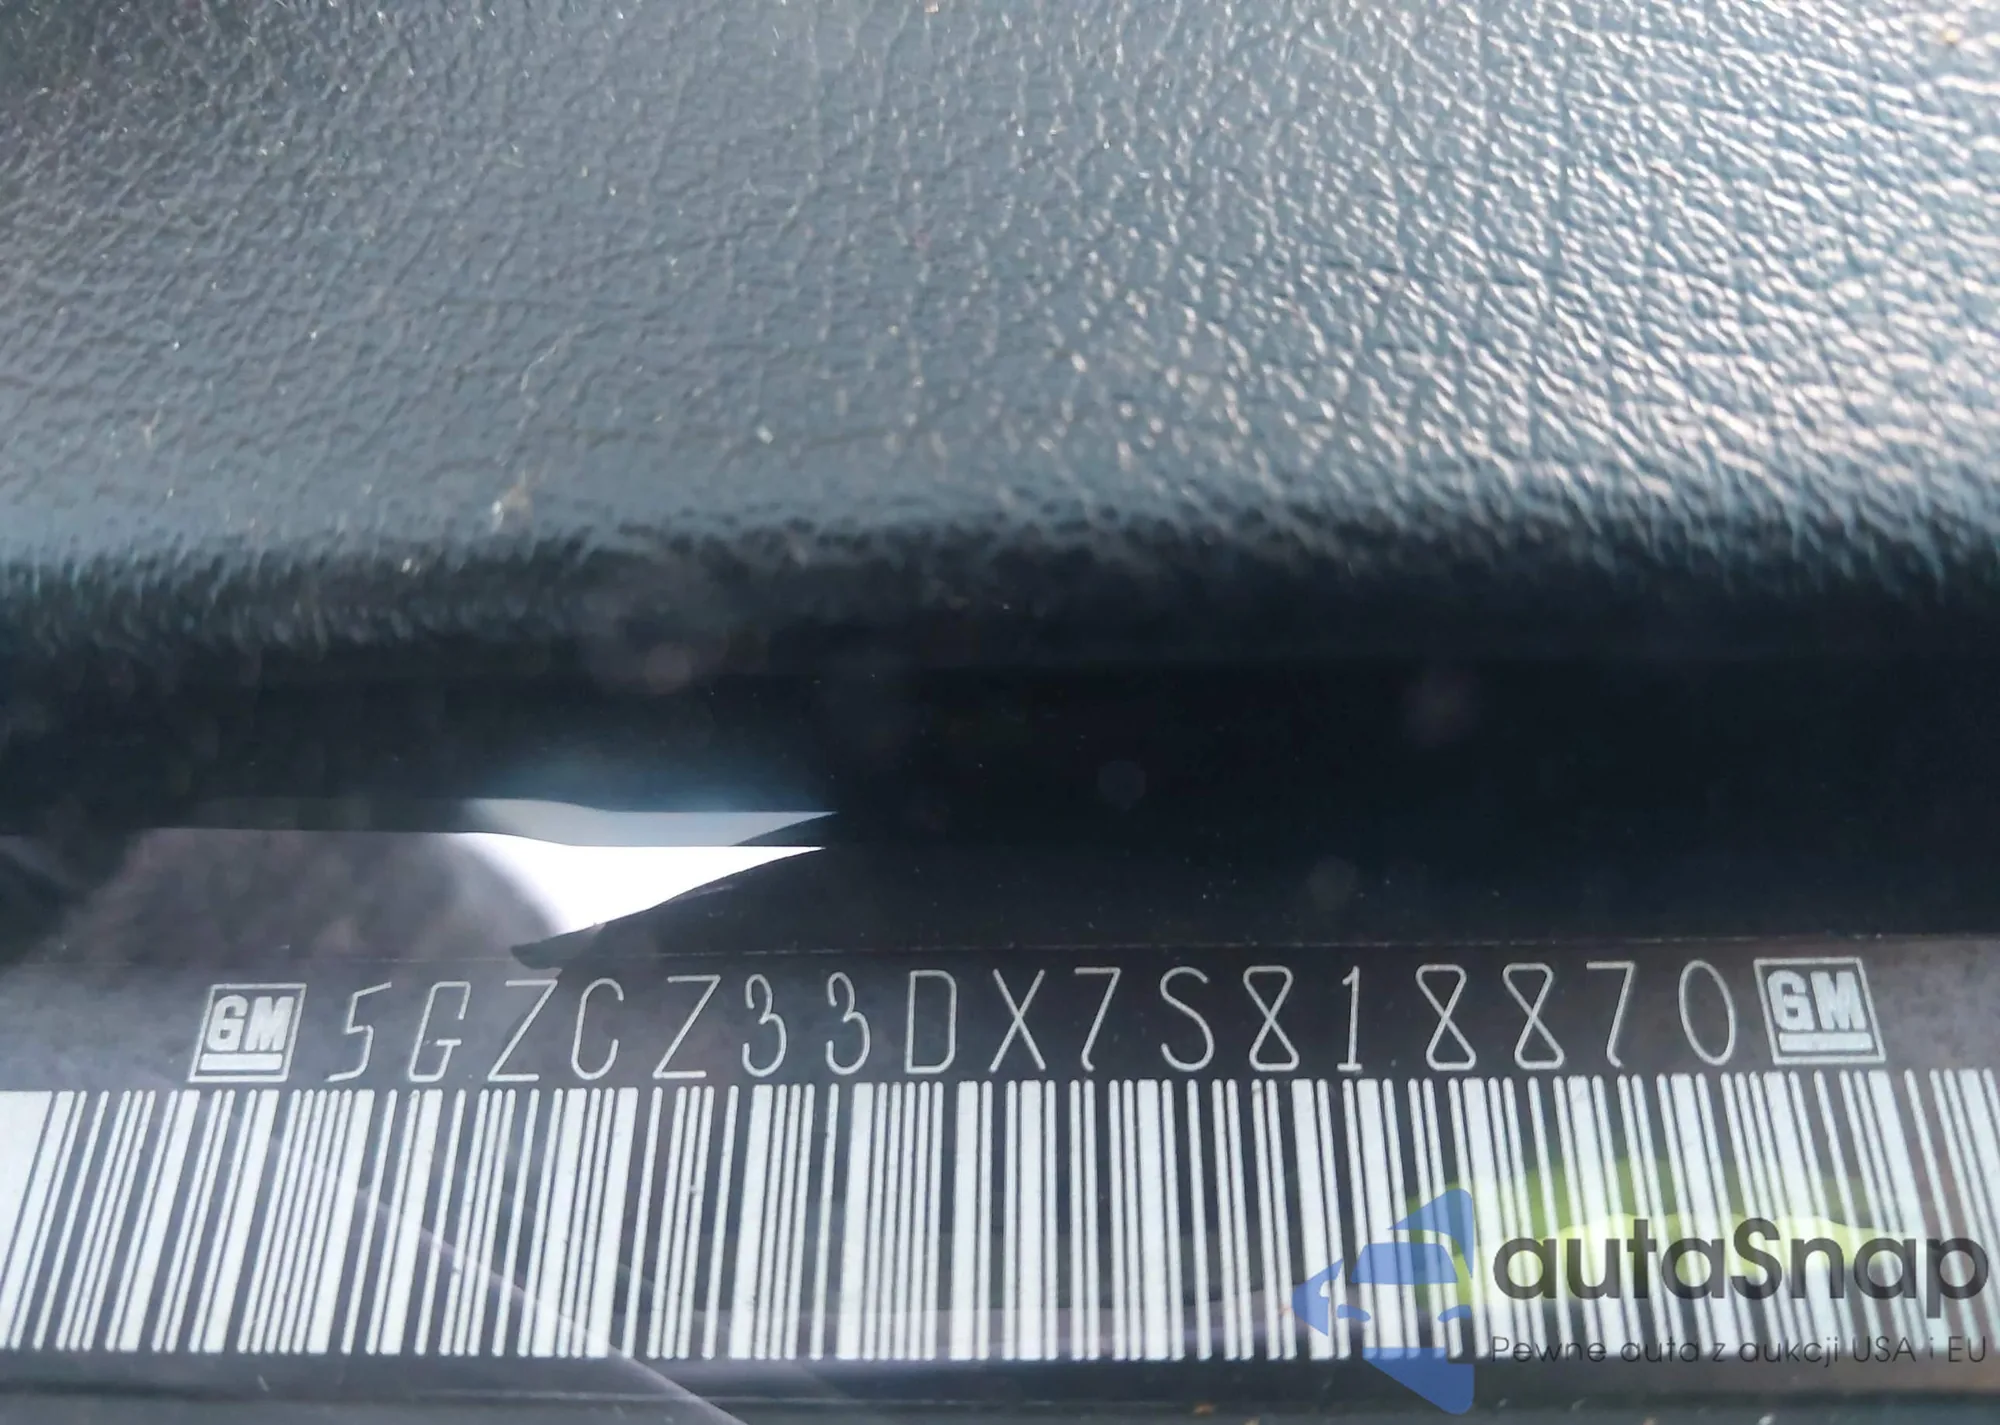 GM 5GZCZ33DX7S818870 GM
autaSnap
Pewne auta z aukcji USA i EU